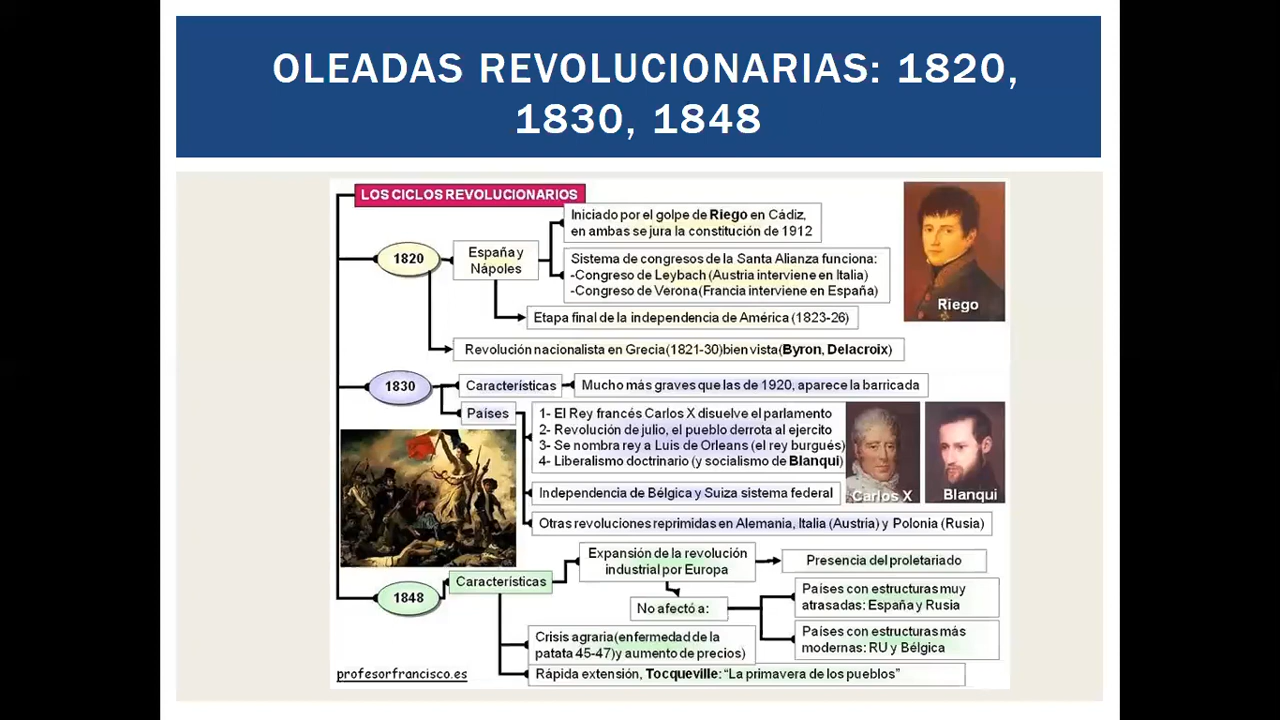 OLEADAS REVOLUCIONARIAS: 1820,
1830, 1848
LOS CICLOS REVOLUCIONARIOS
1820
España y
Nápoles
Iniciado por el golpe de Riego en Cádiz,
en ambas se jura la constitución de 1912
Sistema de congresos de la Santa Alianza funciona:
-Congreso de Leybach (Austria interviene en Italia)
-Congreso de Verona(Francia interviene en España)
Riego
Etapa final de la independencia de América (1823-26)
Revolución nacionalista en Grecia(1821-30)bien vista(Byron, Delacroix)
1830
Características
Mucho más graves que las de 1920, aparece la barricada
Países
1- El Rey francés Carlos X disuelve el parlamento
2- Revolución de julio, el pueblo derrota al ejercito
3- Se nombra rey a Luis de Orleans (el rey burgués)
4- Liberalismo doctrinario (y socialismo de Blanqui)
Carlos X
Blanqui
Independencia de Bélgica y Suiza sistema federal
Otras revoluciones reprimidas en Alemania, Italia (Austria) y Polonia (Rusia)
1848
Características
Expansión de la revolución
industrial por Europa
Presencia del proletariado
No afectó a:
Países con estructuras muy
atrasadas: España y Rusia
Países con estructuras más
modernas: RU y Bélgica
Crisis agraria(enfermedad de la
patata 45-47)y aumento de precios)
Rápida extensión, Tocqueville: “La primavera de los pueblos”
profesorfrancisco.es